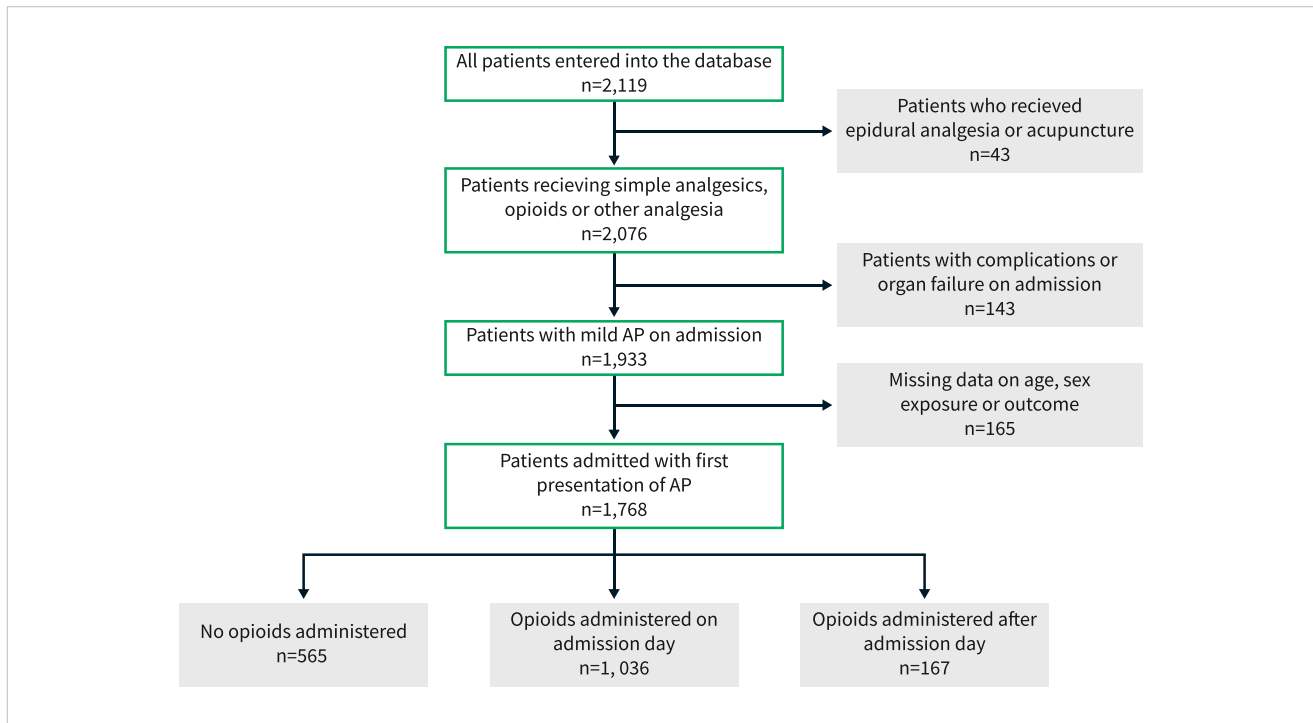 All patients entered into the database
n=2,119
Patients who recieved
epidural analgesia or acupuncture
n=43
Patients recieving simple analgesics,
opioids or other analgesia
n=2,076
Patients with complications or
organ failure on admission
n=143
Patients with mild AP on admission
n=1,933
Missing data on age, sex
exposure or outcome
n=165
Patients admitted with first
presentation of AP
n=1,768
No opioids administered
n=565
Opioids administered on
admission day
n=1, 036
Opioids administered after
admission day
n=167